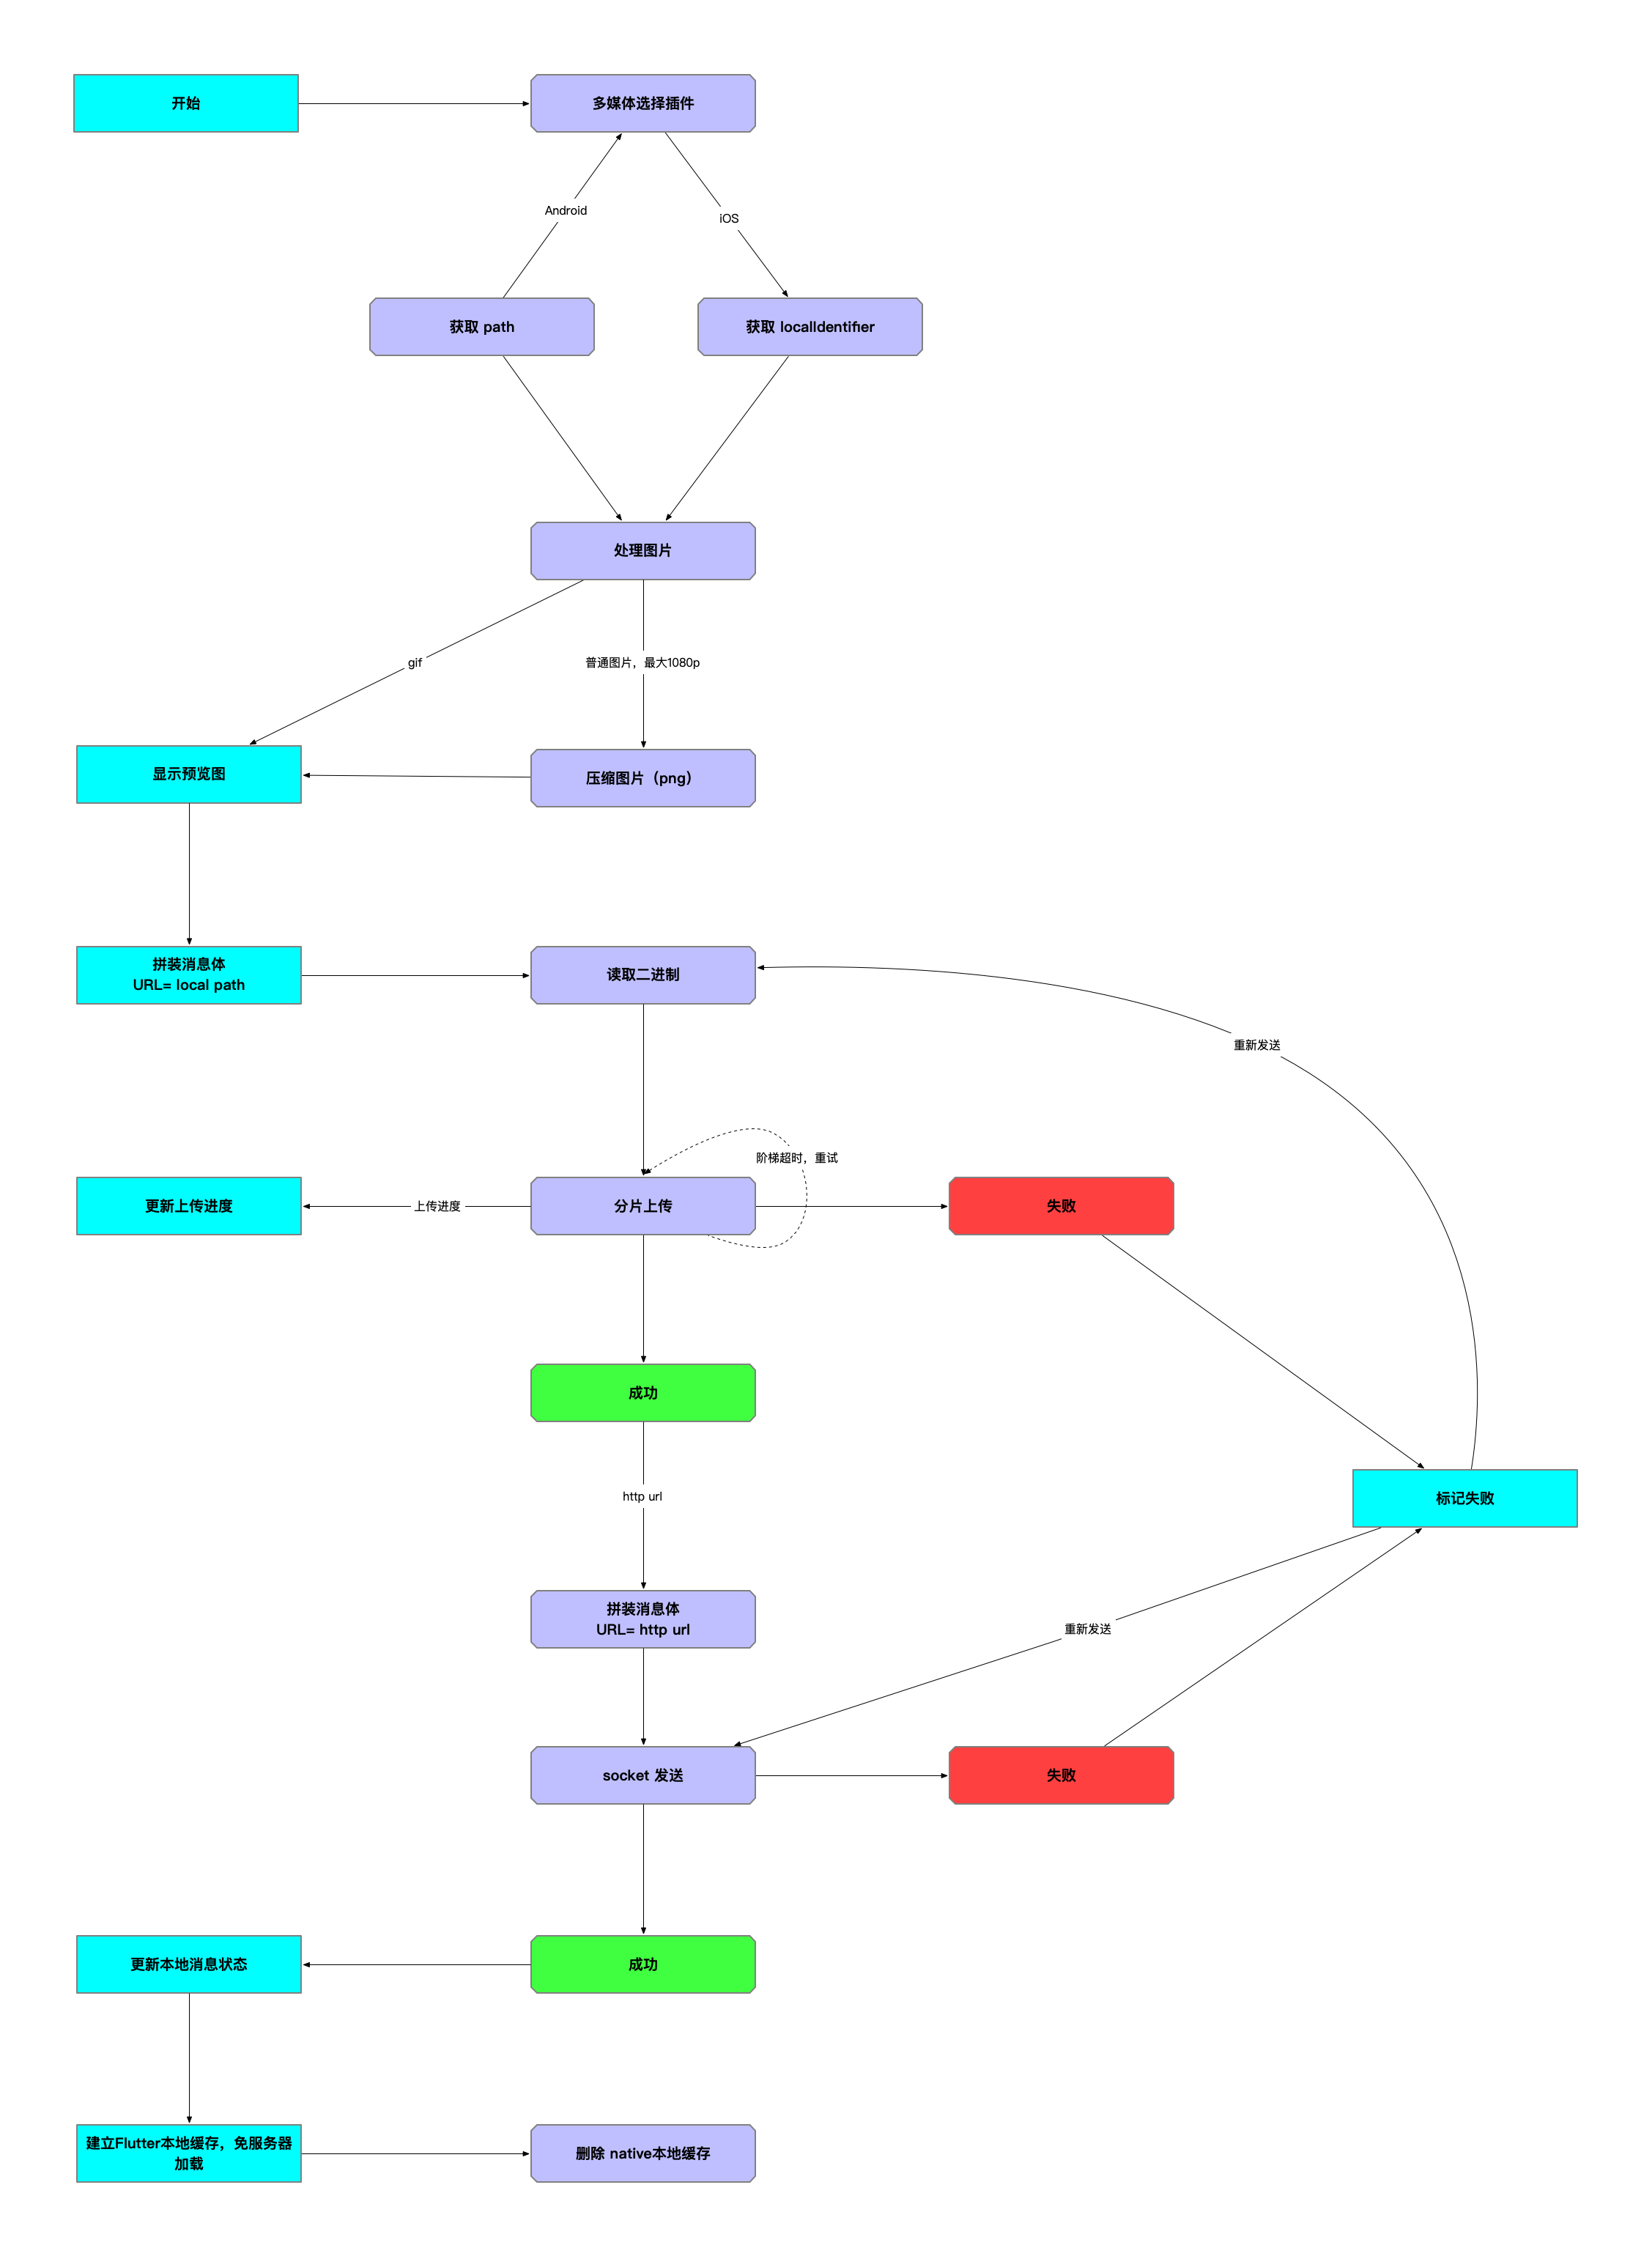 开始
多媒体选择插件
Android
iOS
获取 path
获取 localIdentifier
处理图片
gif
普通图片，最大1080p
显示预览图
压缩图片（png）
拼装消息体
URL= local path
读取二进制
重新发送
阶梯超时，重试
更新上传进度
上传进度
分片上传
失败
成功
http url
标记失败
拼装消息体
URL= http url
重新发送
socket 发送
失败
更新本地消息状态
成功
建立Flutter本地缓存，免服务器
加载
删除 native本地缓存